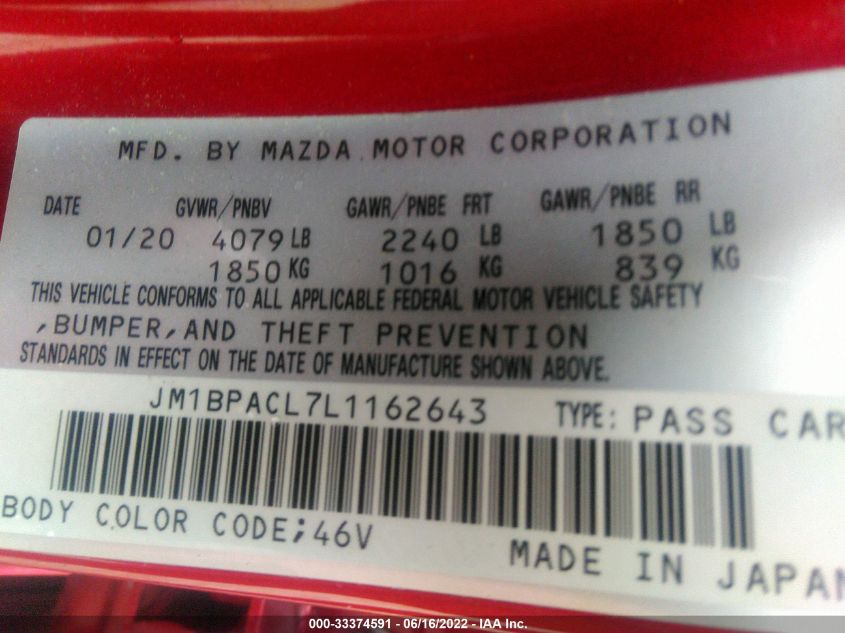 MFD. BY MAZDA MOTOR CORPORATION
DATE GVWR/PNBV GAWR/PNBE FRT GAWR/PNBE RR
01/20 4079 LB 2240 LB 1850 LB
1850 KG 1016 KG 839 KG
THIS VEHICLE CONFORMS TO ALL APPLICABLE FEDERAL MOTOR VEHICLE SAFETY
,BUMPER,AND THEFT PREVENTION
STANDARDS IN EFFECT ON THE DATE OF MANUFACTURE SHOWN ABOVE.
JM1BPACL7L1162643 TYPE: PASS CAR
BODY COLOR CODE;46V
MADE IN JAPAN
000-33374591 - 06/16/2022 - IAA Inc.